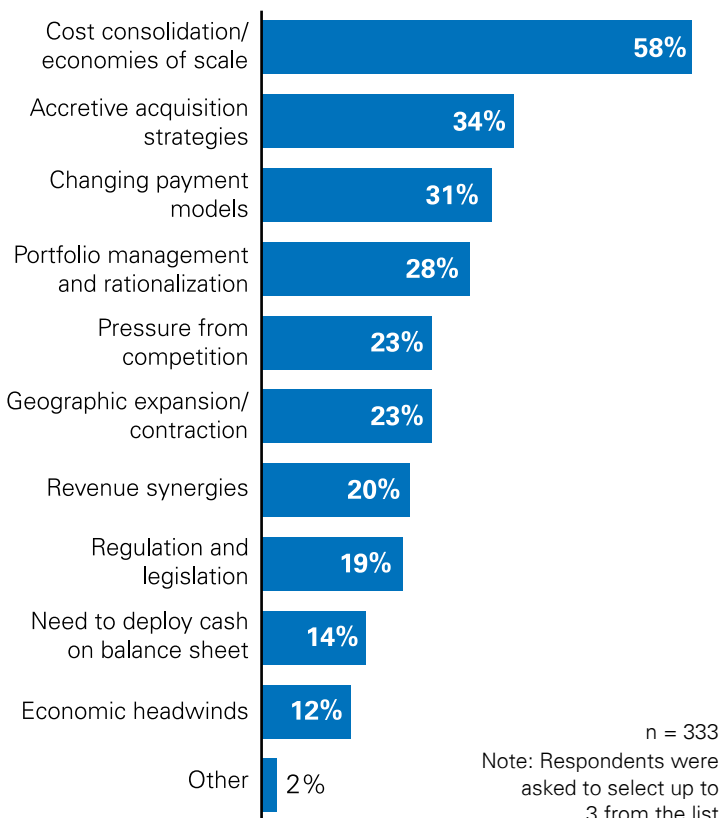 Cost consolidation/
economies of scale
58%
Accretive acquisition
strategies
34%
Changing payment
models
31%
Portfolio management
and rationalization
28%
Pressure from
competition
23%
Geographic expansion/
contraction
23%
Revenue synergies
20%
Regulation and
legislation
19%
Need to deploy cash
on balance sheet
14%
Economic headwinds
12%
Other
2%
n = 333
Note: Respondents were
asked to select up to
3 from the list